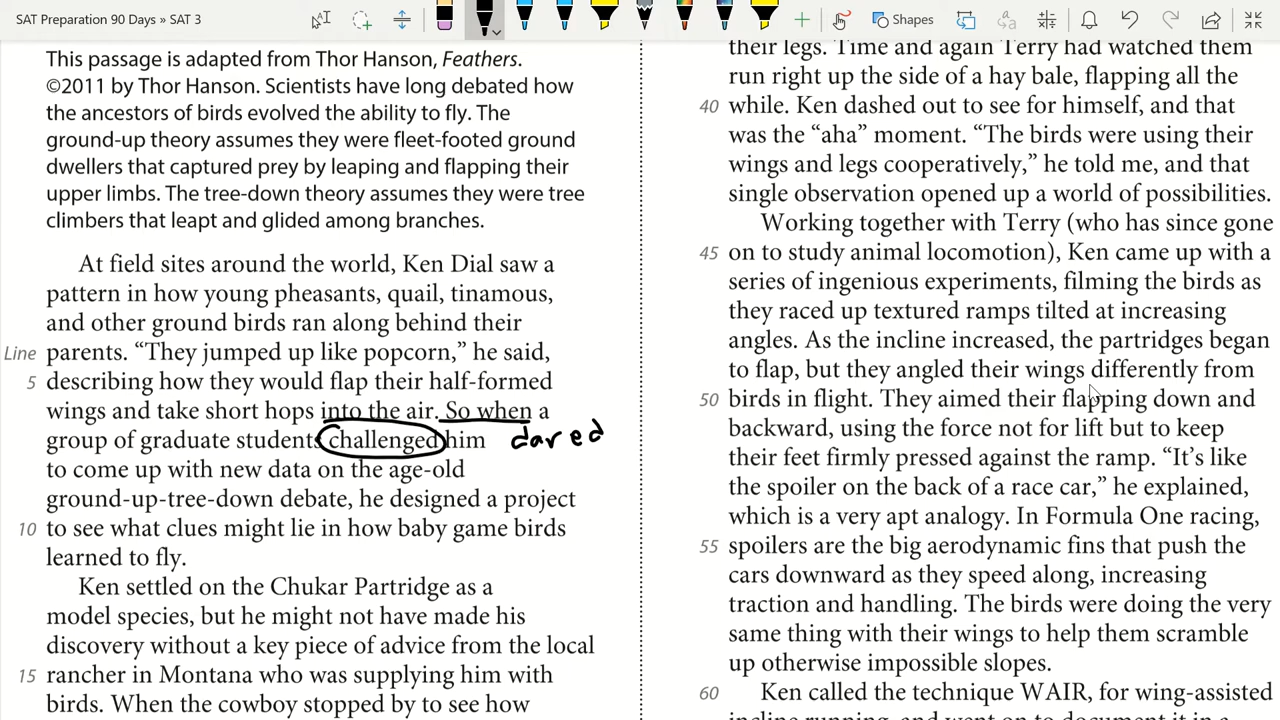 SAT Preparation 90 Days » SAT 3
Shapes
This passage is adapted from Thor Hanson, Feathers.
©2011 by Thor Hanson. Scientists have long debated how
the ancestors of birds evolved the ability to fly. The
ground-up theory assumes they were fleet-footed ground
dwellers that captured prey by leaping and flapping their
upper limbs. The tree-down theory assumes they were tree
climbers that leapt and glided among branches.
At field sites around the world, Ken Dial saw a
pattern in how young pheasants, quail, tinamous,
and other ground birds ran along behind their
Line parents. “They jumped up like popcorn,” he said,
5 describing how they would flap their half-formed
wings and take short hops into the air. So when a
group of graduate students challenged him dared
to come up with new data on the age-old
ground-up-tree-down debate, he designed a project
10 to see what clues might lie in how baby game birds
learned to fly.
Ken settled on the Chukar Partridge as a
model species, but he might not have made his
discovery without a key piece of advice from the local
15 rancher in Montana who was supplying him with
birds. When the cowboy stopped by to see how
their legs. Time and again Terry had watched them
run right up the side of a hay bale, flapping all the
40 while. Ken dashed out to see for himself, and that
was the “aha” moment. “The birds were using their
wings and legs cooperatively,” he told me, and that
single observation opened up a world of possibilities.
Working together with Terry (who has since gone
45 on to study animal locomotion), Ken came up with a
series of ingenious experiments, filming the birds as
they raced up textured ramps tilted at increasing
angles. As the incline increased, the partridges began
to flap, but they angled their wings differently from
50 birds in flight. They aimed their flapping down and
backward, using the force not for lift but to keep
their feet firmly pressed against the ramp. “It’s like
the spoiler on the back of a race car,” he explained,
which is a very apt analogy. In Formula One racing,
55 spoilers are the big aerodynamic fins that push the
cars downward as they speed along, increasing
traction and handling. The birds were doing the very
same thing with their wings to help them scramble
up otherwise impossible slopes.
60 Ken called the technique WAIR, for wing-assisted
incline running, and went on to document it in a